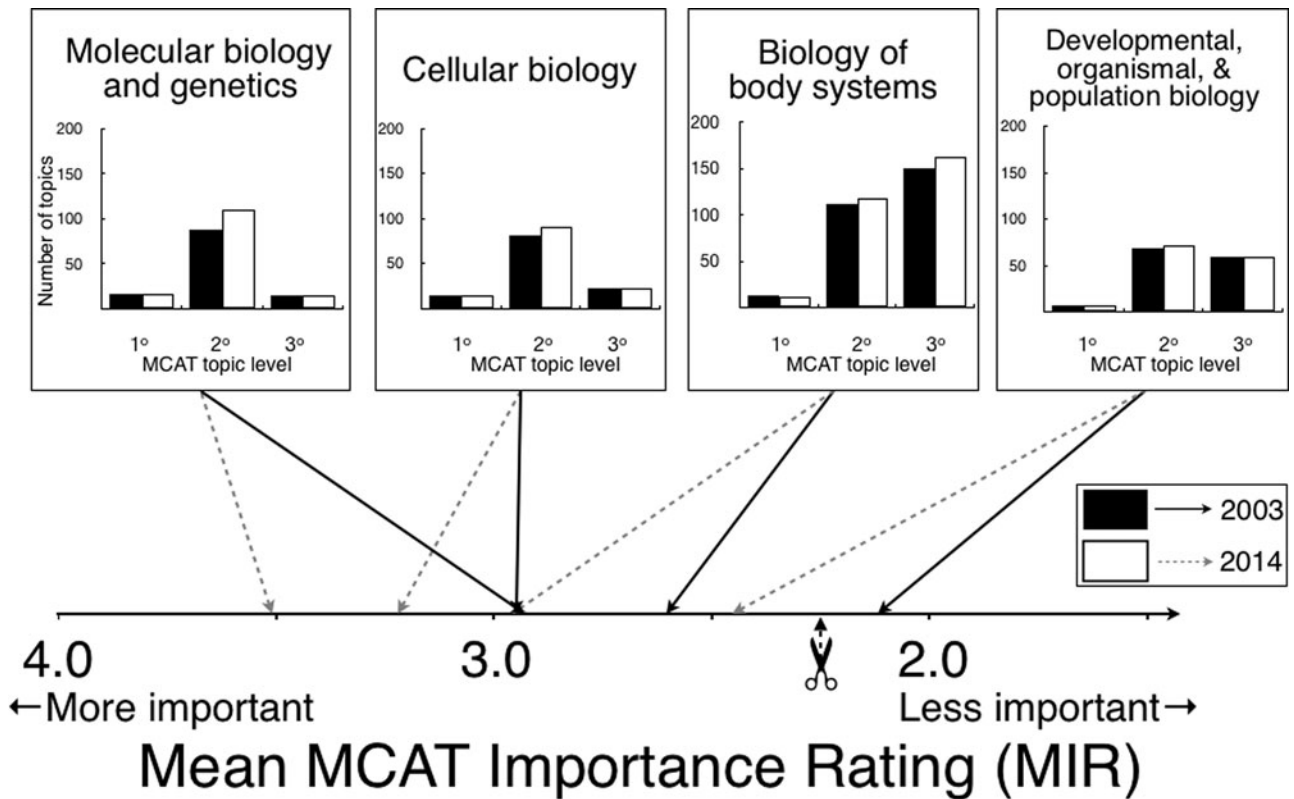 Molecular biology
and genetics
200
150
100
50
Number of topics
1° 2° 3°
MCAT topic level
Cellular biology
200
150
100
50
1° 2° 3°
MCAT topic level
Biology of
body systems
200
150
100
50
1° 2° 3°
MCAT topic level
Developmental,
organismal, &
population biology
200
150
100
50
1° 2° 3°
MCAT topic level
2003
2014
4.0 3.0 2.0
←More important Less important→
Mean MCAT Importance Rating (MIR)